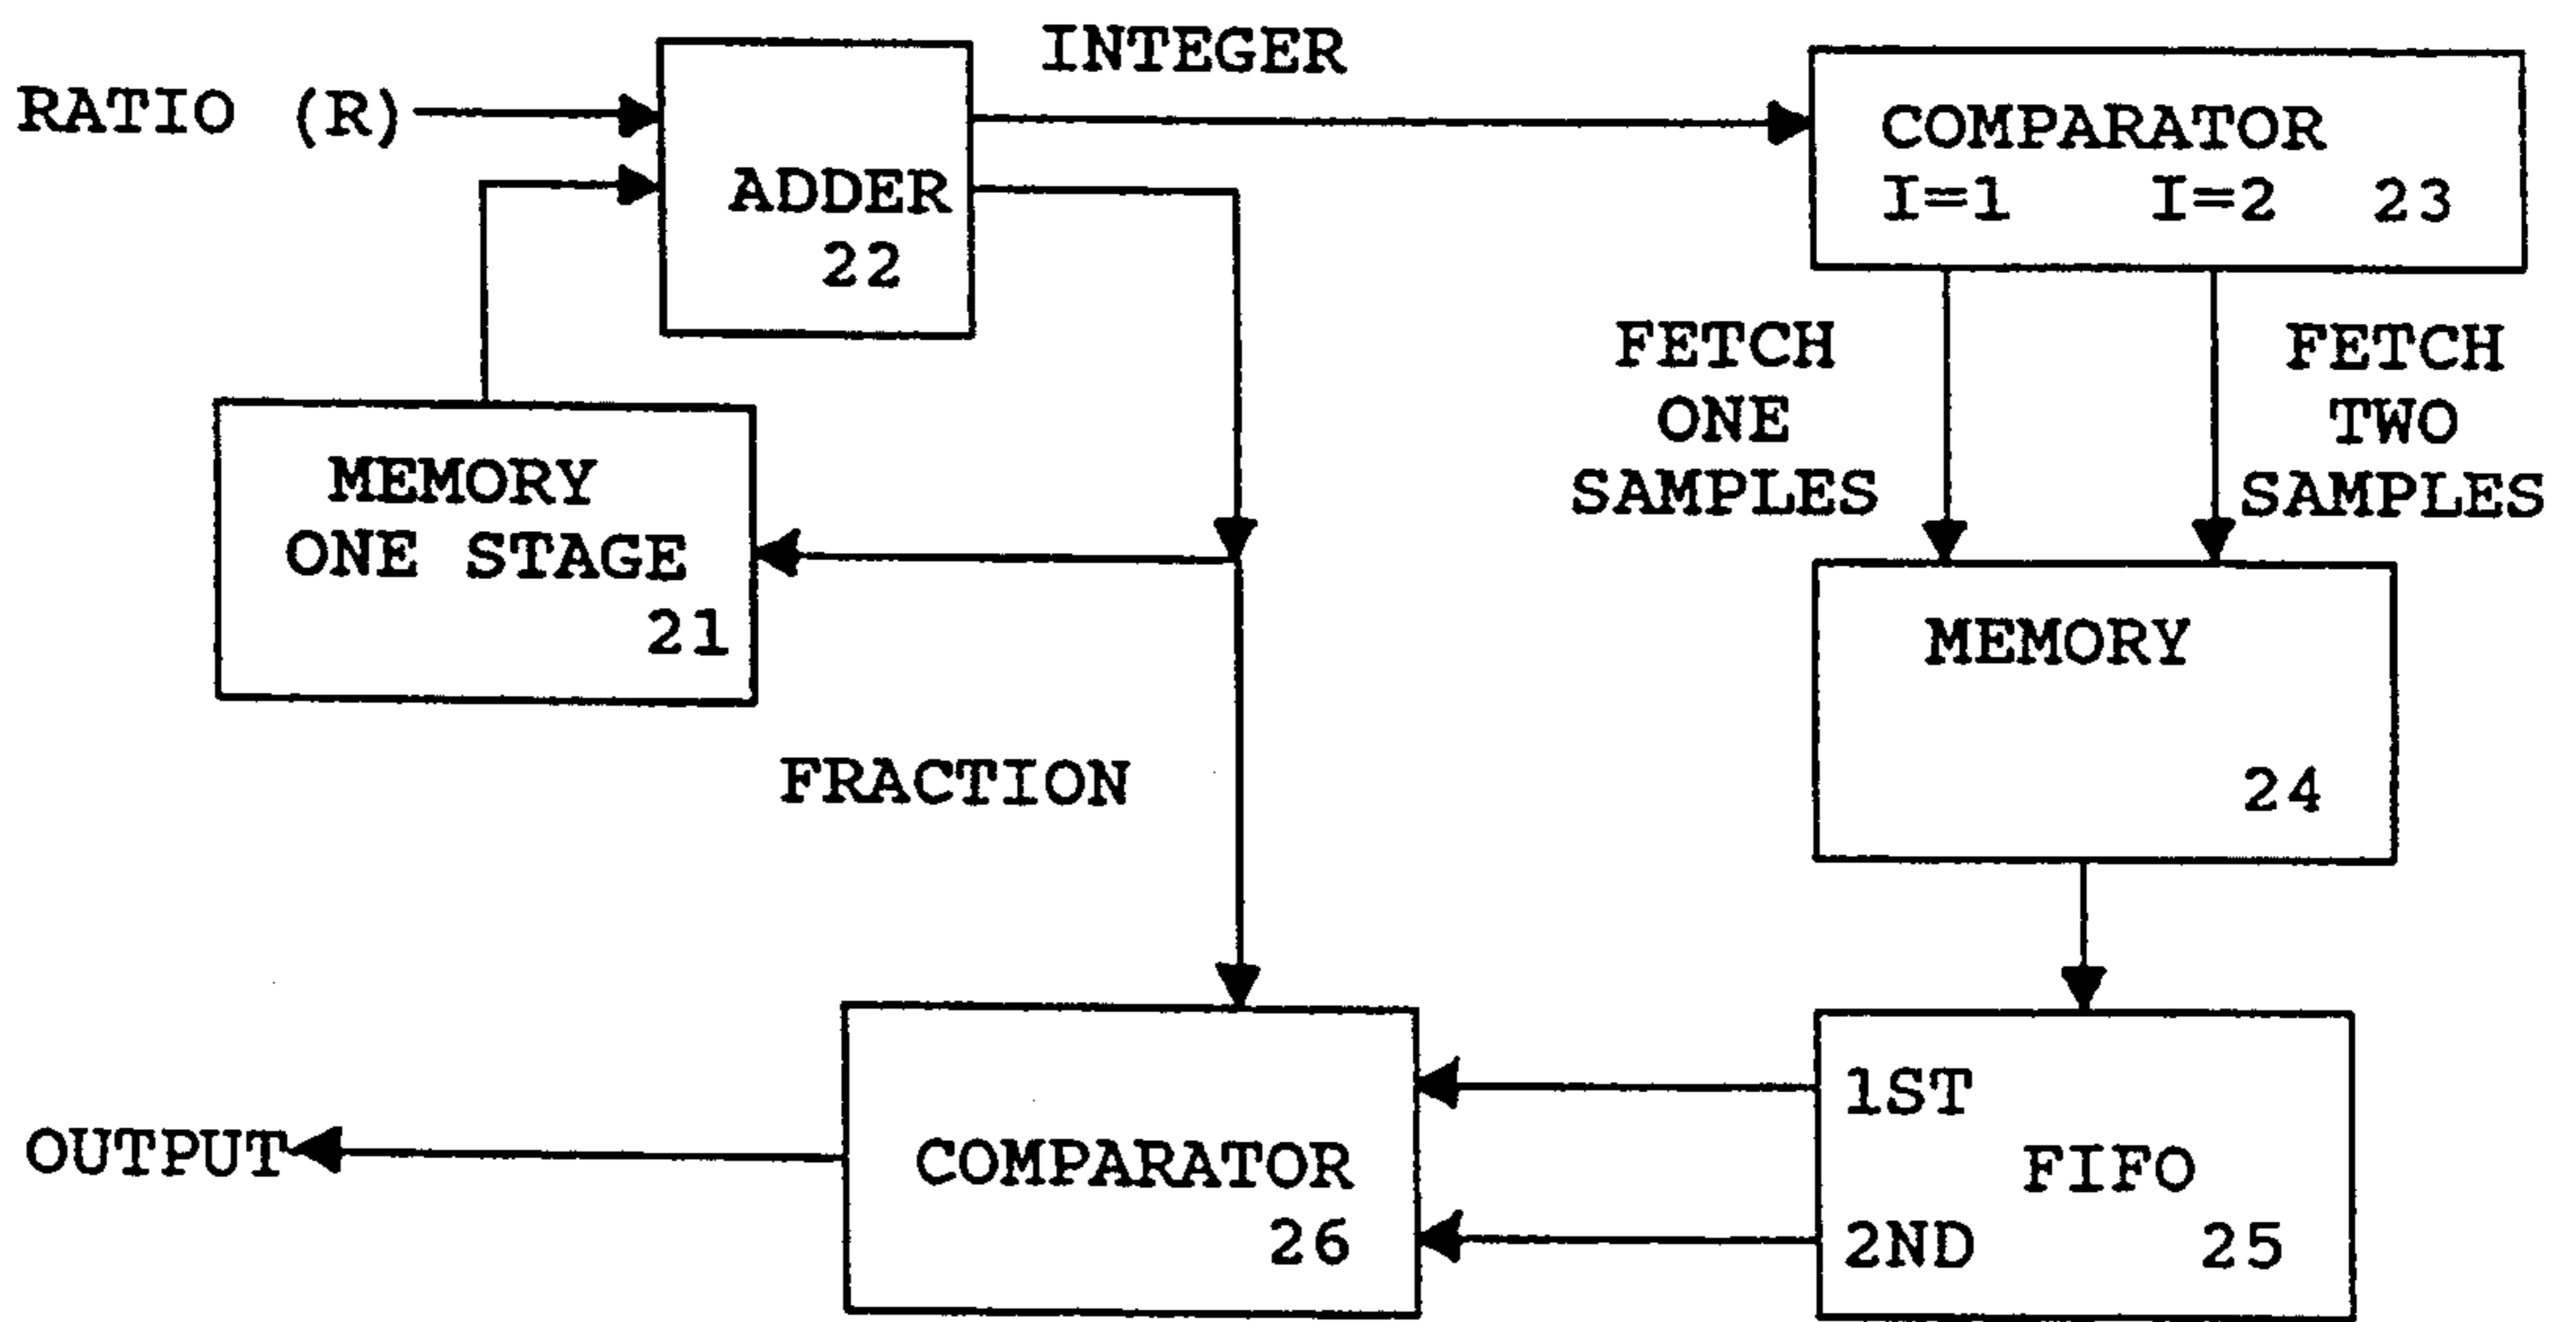 RATIO (R)
INTEGER
ADDER
22
COMPARATOR
I=1 I=2 23
FETCH
ONE
SAMPLES
FETCH
TWO
SAMPLES
MEMORY
ONE STAGE
21
MEMORY
24
FRACTION
OUTPUT
COMPARATOR
26
1ST
FIFO
2ND 25